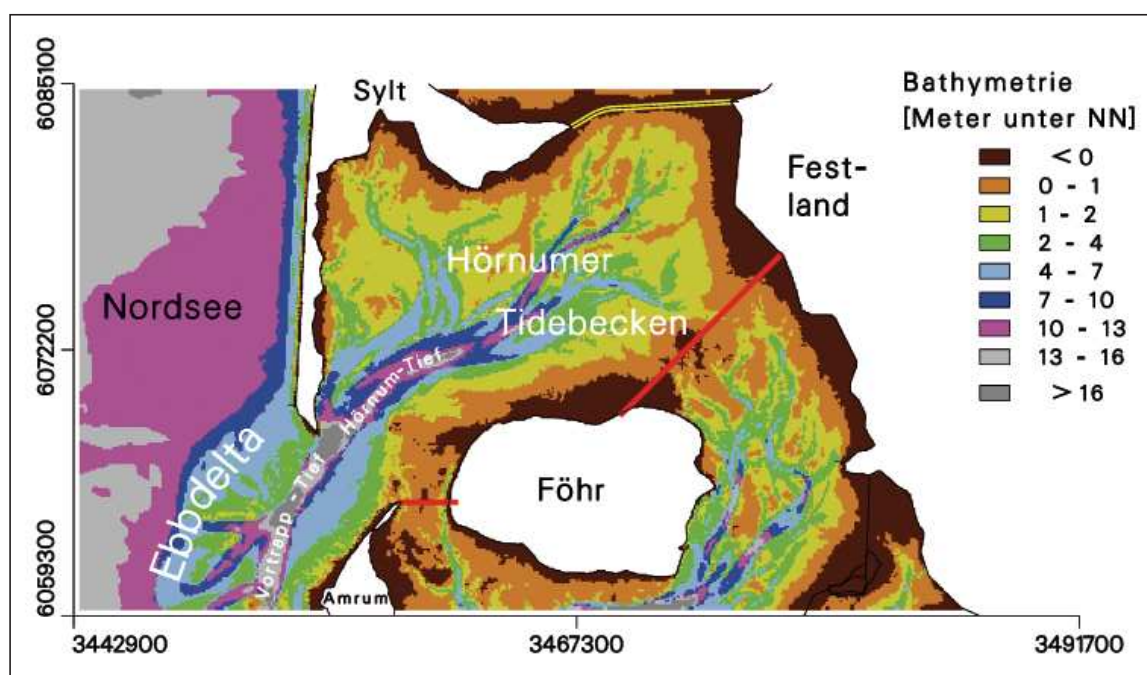 6085100
6072200
6059300
3442900
3467300
3491700
Sylt
Fest-
land
Nordsee
Hörnumer
Tidebecken
Hörnum-Tief
Vortrapp-Tief
Ebbdelta
Föhr
Amrum
Bathymetrie
[Meter unter NN]
< 0
0 - 1
1 - 2
2 - 4
4 - 7
7 - 10
10 - 13
13 - 16
> 16